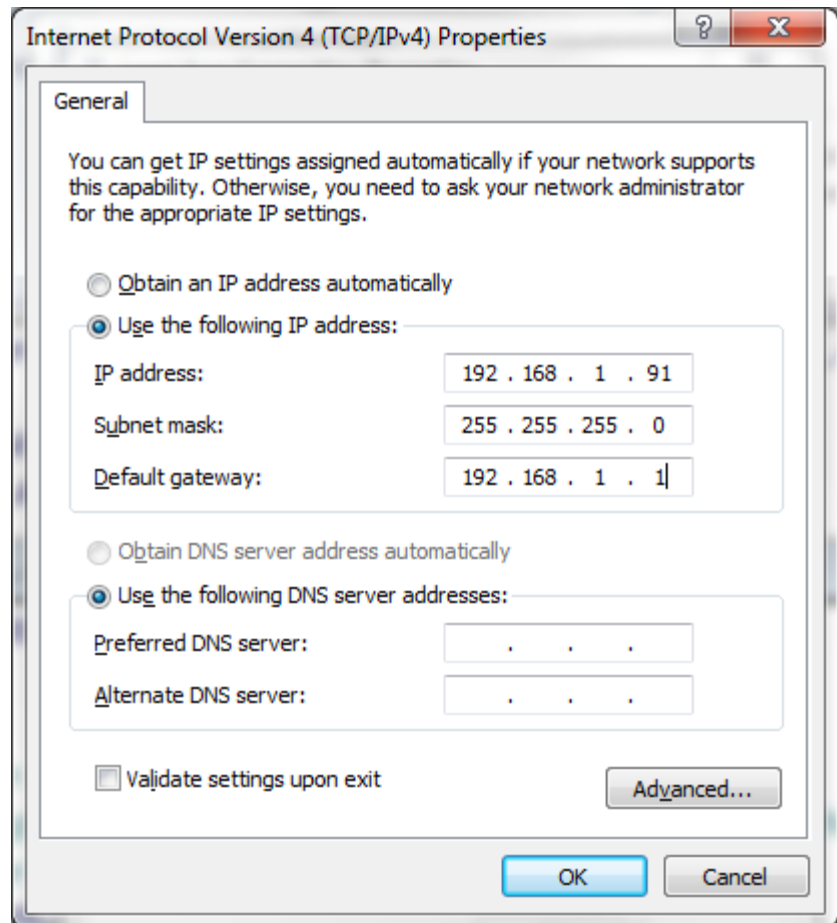 Internet Protocol Version 4 (TCP/IPv4) Properties
?
X
General
You can get IP settings assigned automatically if your network supports
this capability. Otherwise, you need to ask your network administrator
for the appropriate IP settings.
Obtain an IP address automatically
Use the following IP address:
IP address: 192 . 168 . 1 . 91
Subnet mask: 255 . 255 . 255 . 0
Default gateway: 192 . 168 . 1 . 1
Obtain DNS server address automatically
Use the following DNS server addresses:
Preferred DNS server: . . .
Alternate DNS server: . . .
Validate settings upon exit
Advanced...
OK Cancel